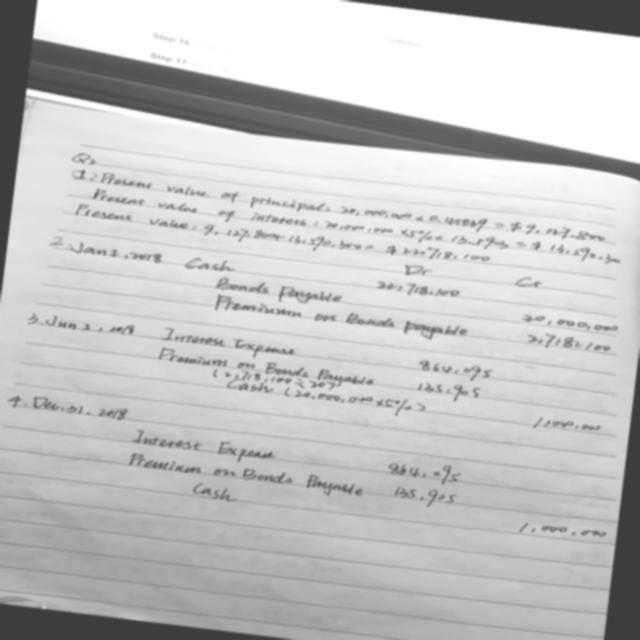 Step 16
Step 17
Q2
1: Present value of principal: 20,000,000 × 0.45639 = $ 9,127,800
Present value of interest: 20,000,000 × 5% × 13.5903 = $ 13,590,300
Present value: 9,127,800 + 13,590,300 = $ 22,718,100
Dr Cr
2. Jan 1, 2018 Cash 22,718,100
Bonds Payable 20,000,000
Premium on Bonds payable 2,718,100
3. Jun 2018 Interest Expense 864,095
Premium on Bonds Payable 135,905
(2,718,100 ÷ 20)
Cash (20,000,000 × 5%) 1,000,000
4. Dec. 31. 2018
Interest Expense 864,095
Premium on Bonds Payable 135,905
Cash 1,000,000